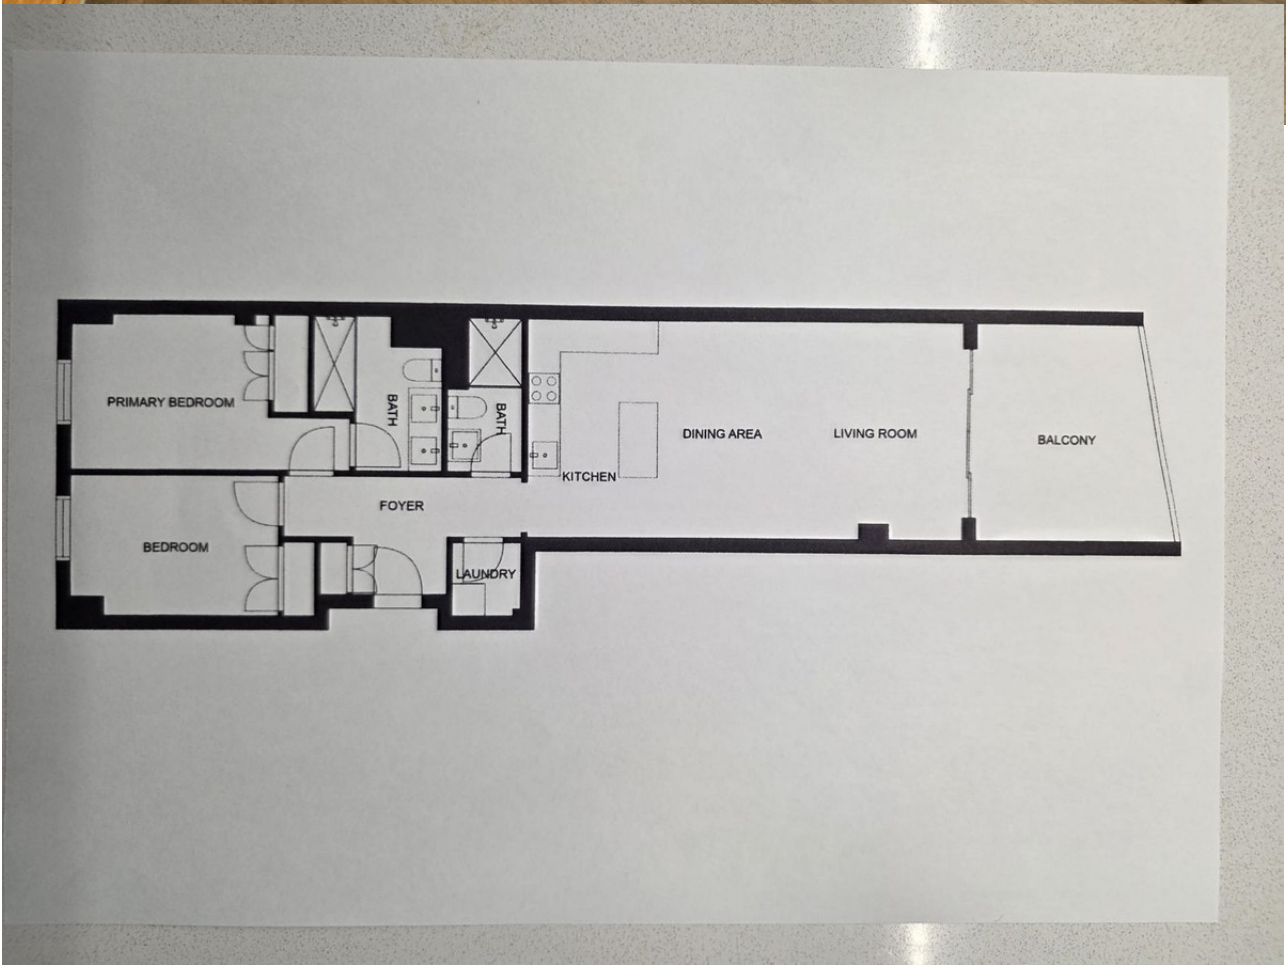 PRIMARY BEDROOM
BATH
BATH
DINING AREA
LIVING ROOM
BALCONY
KITCHEN
FOYER
BEDROOM
LAUNDRY